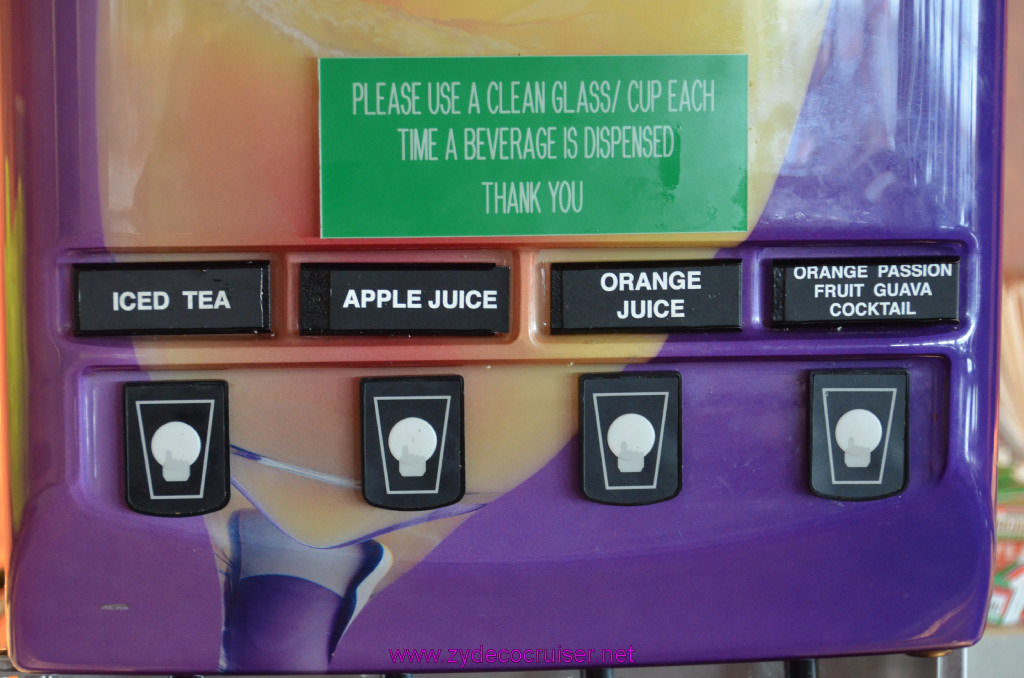 PLEASE USE A CLEAN GLASS/ CUP EACH
TIME A BEVERAGE IS DISPENSED
THANK YOU
ICED TEA
APPLE JUICE
ORANGE
JUICE
ORANGE PASSION
FRUIT GUAVA
COCKTAIL
www.zydecocruiser.net